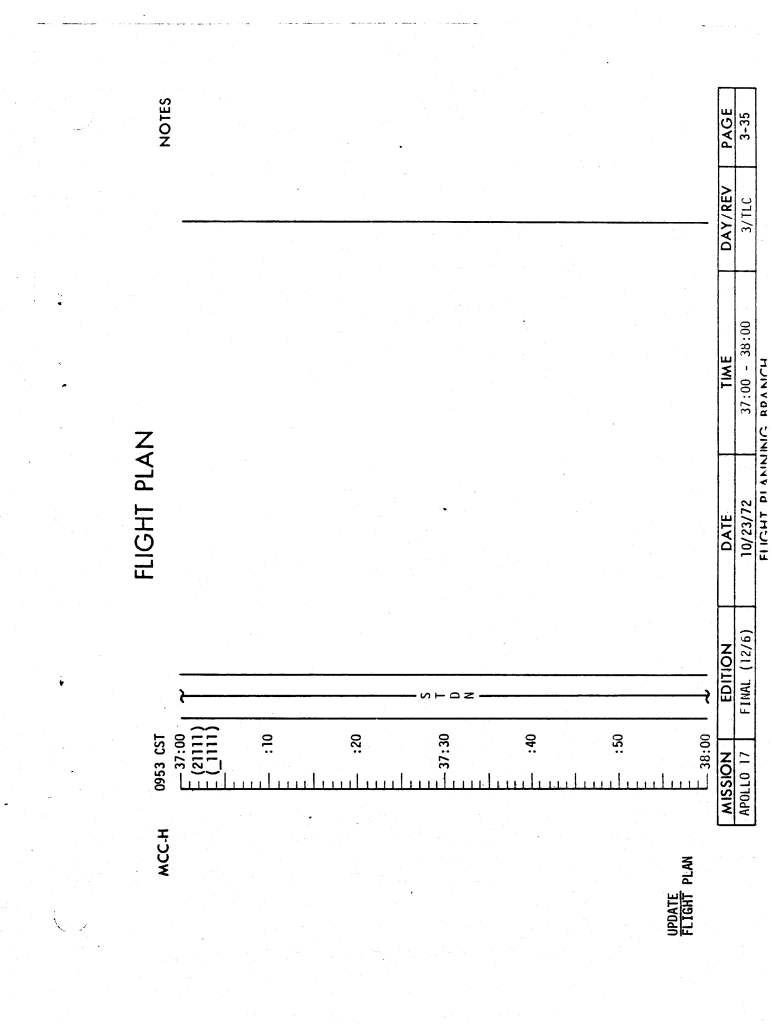 FLIGHT PLAN
MCC-H
0953 CST
NOTES
37:00
(21111)
(_1111)
:10
:20
37:30
:40
:50
38:00
S
T
D
N
UPDATE
FLIGHT PLAN
MISSION EDITION DATE TIME DAY/REV PAGE
APOLLO 17 FINAL (12/6) 10/23/72 37:00 - 38:00 3/TLC 3-35
FLIGHT PLANNING BRANCH